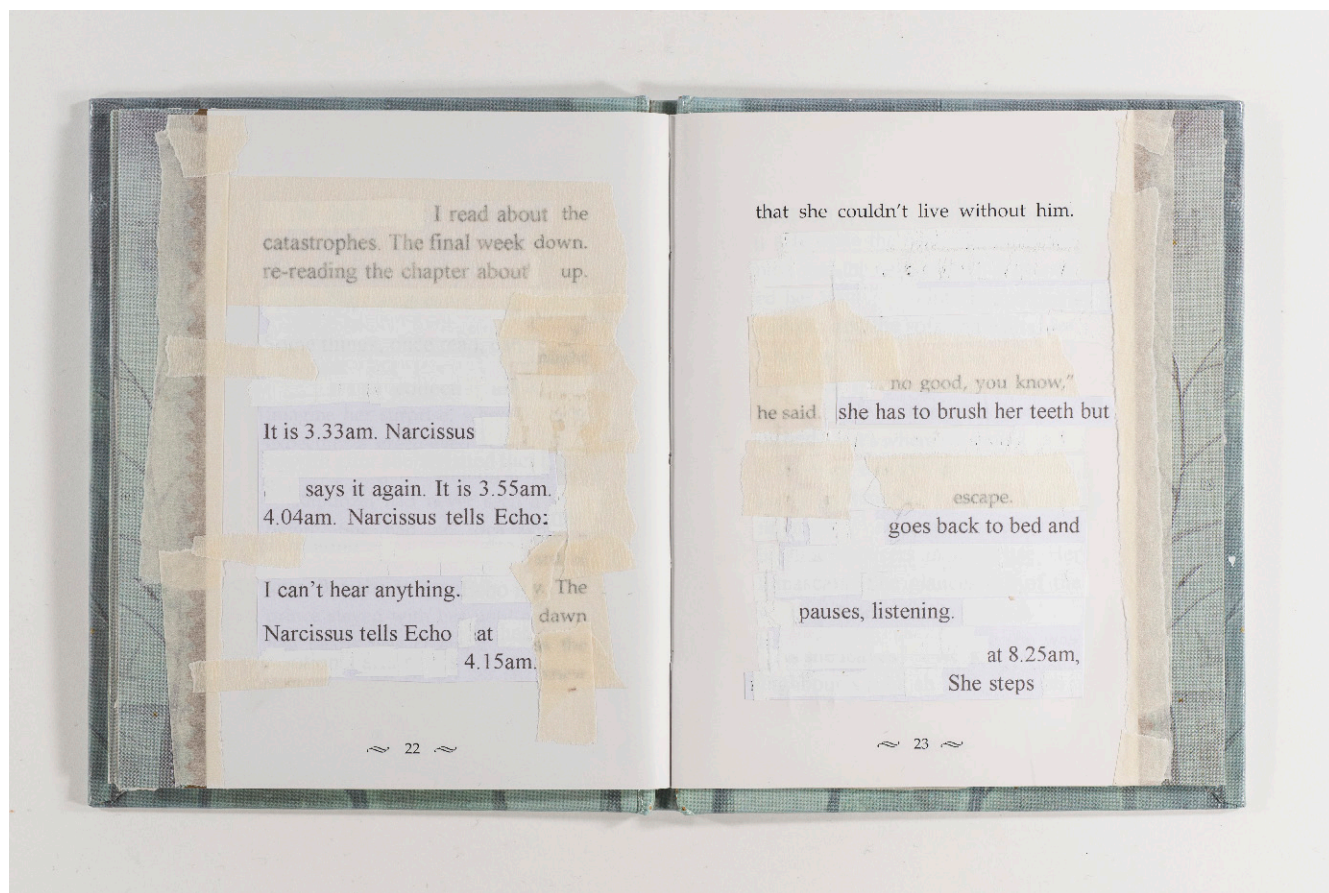 I read about the
catastrophes. The final week down.
re-reading the chapter about up.
It is 3.33am. Narcissus
says it again. It is 3.55am.
4.04am. Narcissus tells Echo:
I can't hear anything.
The
dawn
Narcissus tells Echo at
4.15am.
22
that she couldn't live without him.
no good, you know,"
he said. she has to brush her teeth but
escape.
goes back to bed and
pauses, listening.
at 8.25am,
She steps
23